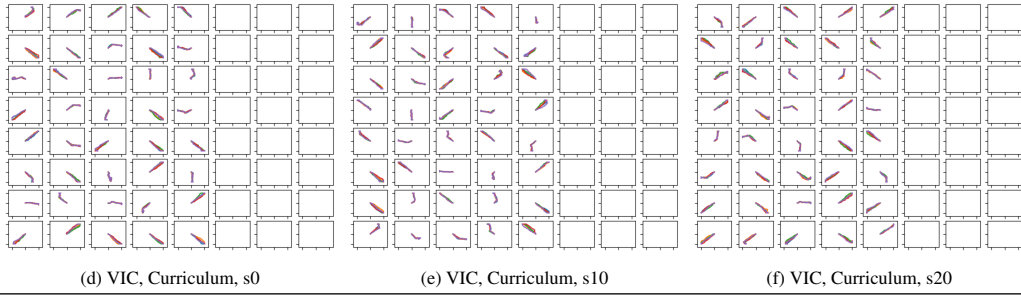 (d) VIC, Curriculum, s0
(e) VIC, Curriculum, s10
(f) VIC, Curriculum, s20